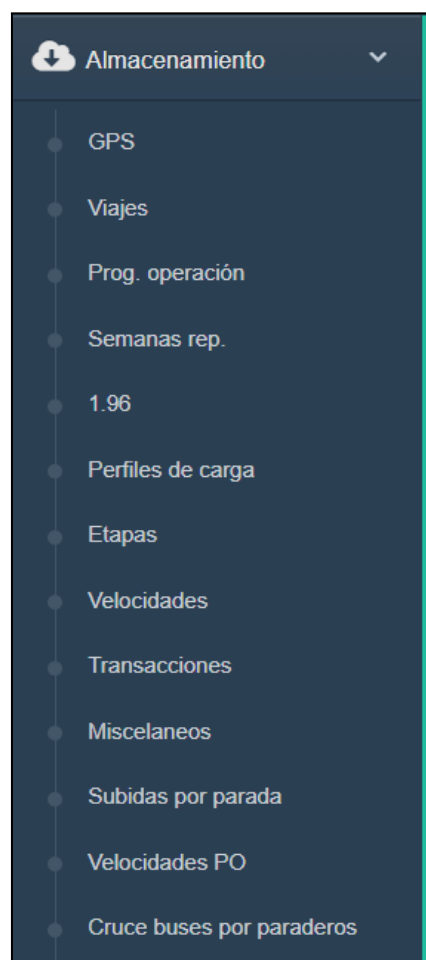 Almacenamiento
GPS
Viajes
Prog. operación
Semanas rep.
1.96
Perfiles de carga
Etapas
Velocidades
Transacciones
Miscelaneos
Subidas por parada
Velocidades PO
Cruce buses por paraderos